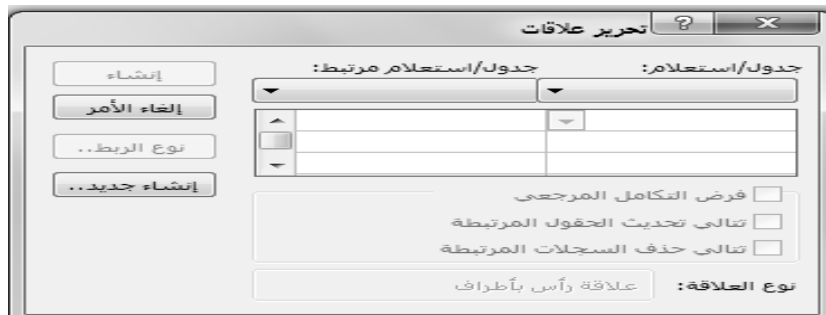 تحرير علاقات
جدول/استعلام: جدول/استعلام مرتبط:
إنشاء
إلغاء الأمر
نوع الربط..
إنشاء جديد..
فرض التكامل المرجعي
تتالي تحديث الحقول المرتبطة
تتالي حذف السجلات المرتبطة
نوع العلاقة: علاقة رأس بأطراف